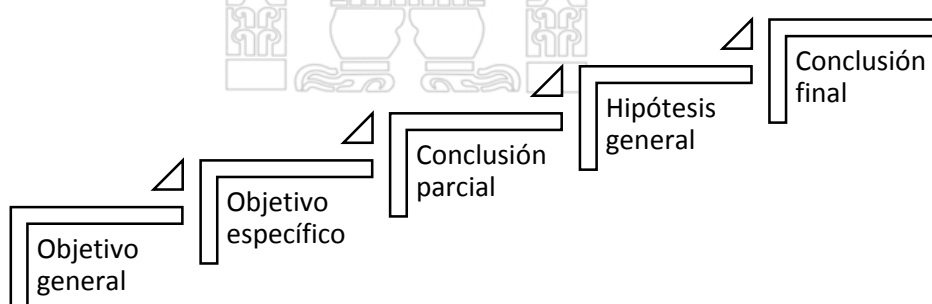 Objetivo
general
Objetivo
específico
Conclusión
parcial
Hipótesis
general
Conclusión
final